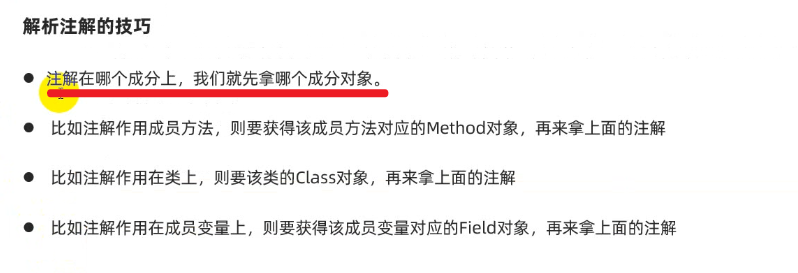 解析注解的技巧
● 注解在哪个成分上，我们就先拿哪个成分对象。
● 比如注解作用成员方法，则要获得该成员方法对应的Method对象，再来拿上面的注解
● 比如注解作用在类上，则要该类的Class对象，再来拿上面的注解
● 比如注解作用在成员变量上，则要获得该成员变量对应的Field对象，再来拿上面的注解